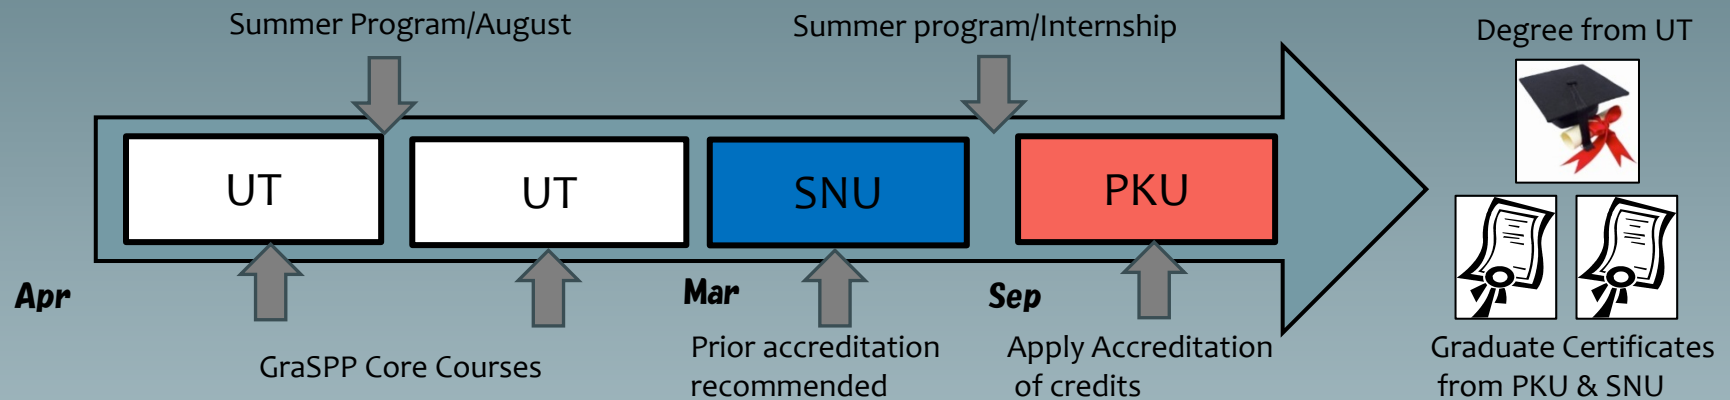 Summer Program/August
Summer program/Internship
Degree from UT
UT
UT
SNU
PKU
Apr
Mar
Sep
GraSPP Core Courses
Prior accreditation
recommended
Apply Accreditation
of credits
Graduate Certificates
from PKU & SNU